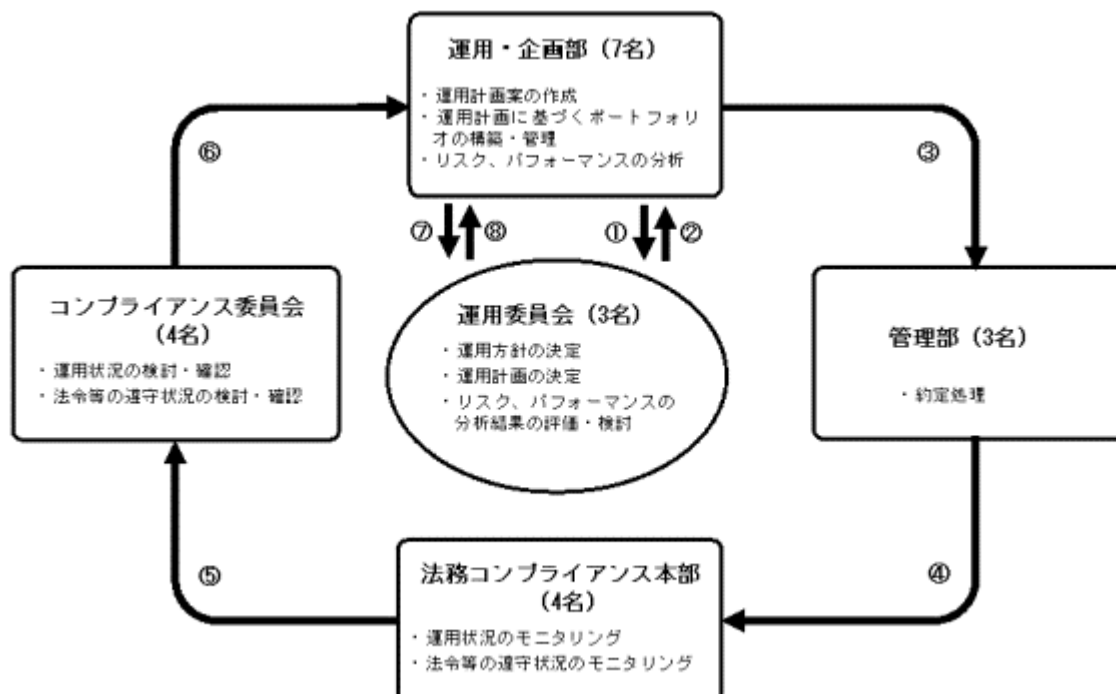 運用・企画部(7名)
・運用計画案の作成
・運用計画に基づくポートフォリ
オの構築・管理
・リスク、パフォーマンスの分析
⑥
③
⑦
⑧
①
②
コンプライアンス委員会
(4名)
・運用状況の検討・確認
・法令等の遵守状況の検討・確認
運用委員会(3名)
・運用方針の決定
・運用計画の決定
・リスク、パフォーマンスの
分析結果の評価・検討
管理部(3名)
・約定処理
⑤
④
法務コンプライアンス本部
(4名)
・運用状況のモニタリング
・法令等の遵守状況のモニタリング